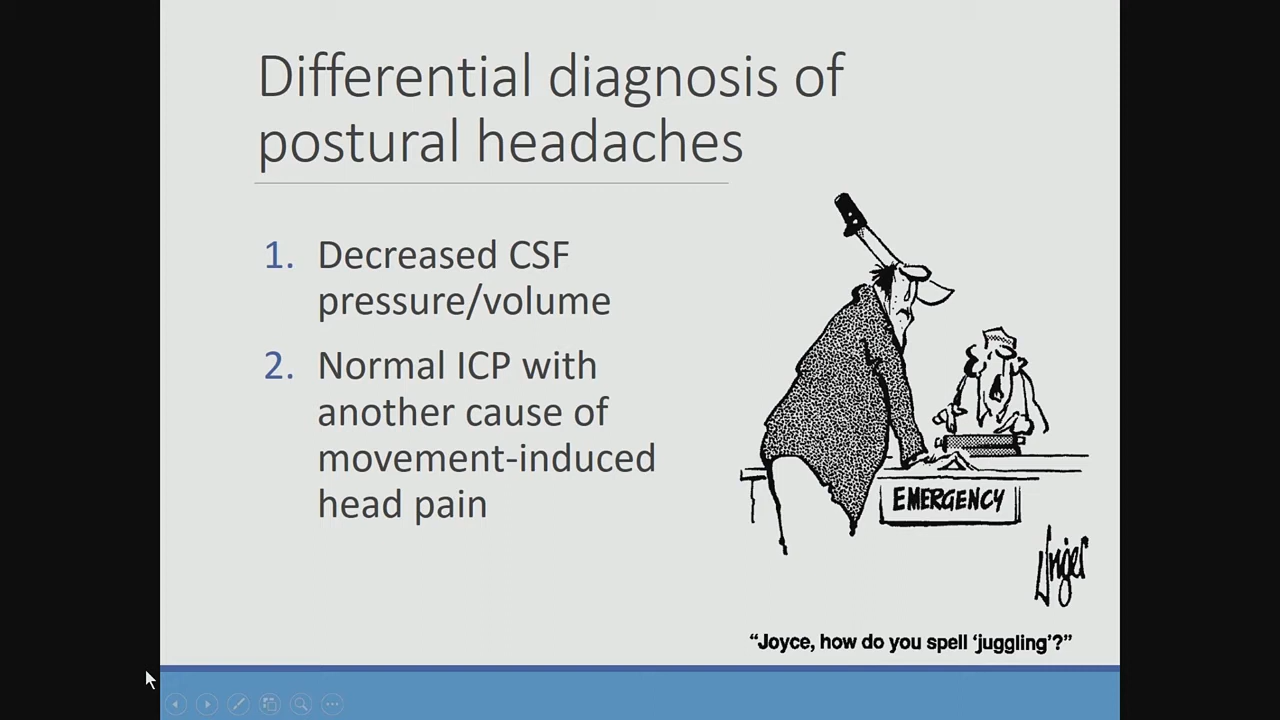 Differential diagnosis of
postural headaches
1. Decreased CSF
pressure/volume
2. Normal ICP with
another cause of
movement-induced
head pain
EMERGENCY
Unger
"Joyce, how do you spell 'juggling'?"